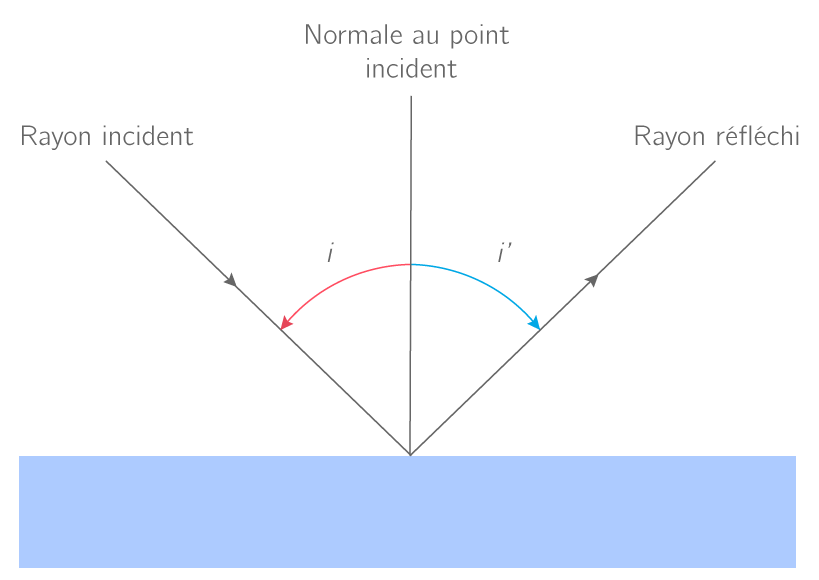 Normale au point
incident
Rayon incident
Rayon réfléchi
i
i'